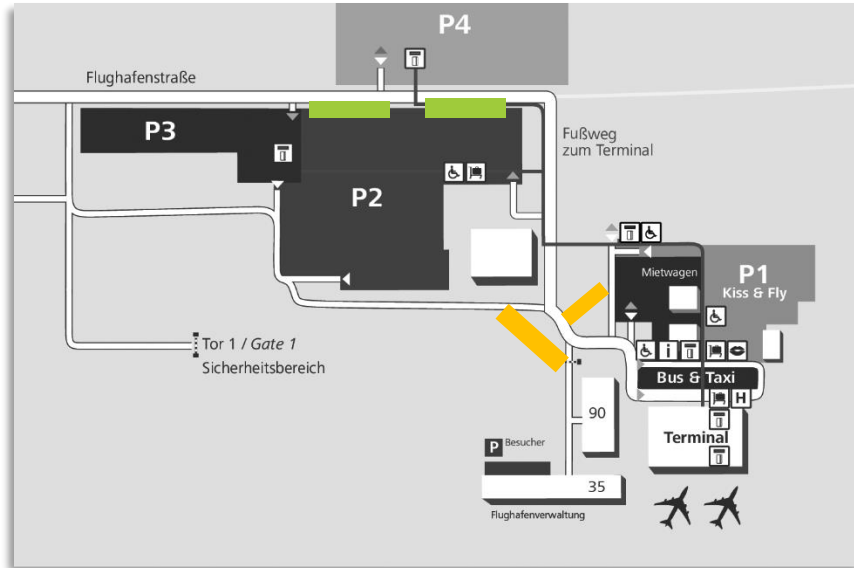 P4
Flughafenstraße
P3
Fußweg
zum Terminal
P2
Mietwagen
P1
Kiss & Fly
Tor 1 / Gate 1
Sicherheitsbereich
i
Bus & Taxi
H
90
Terminal
P Besucher
35
Flughafenverwaltung